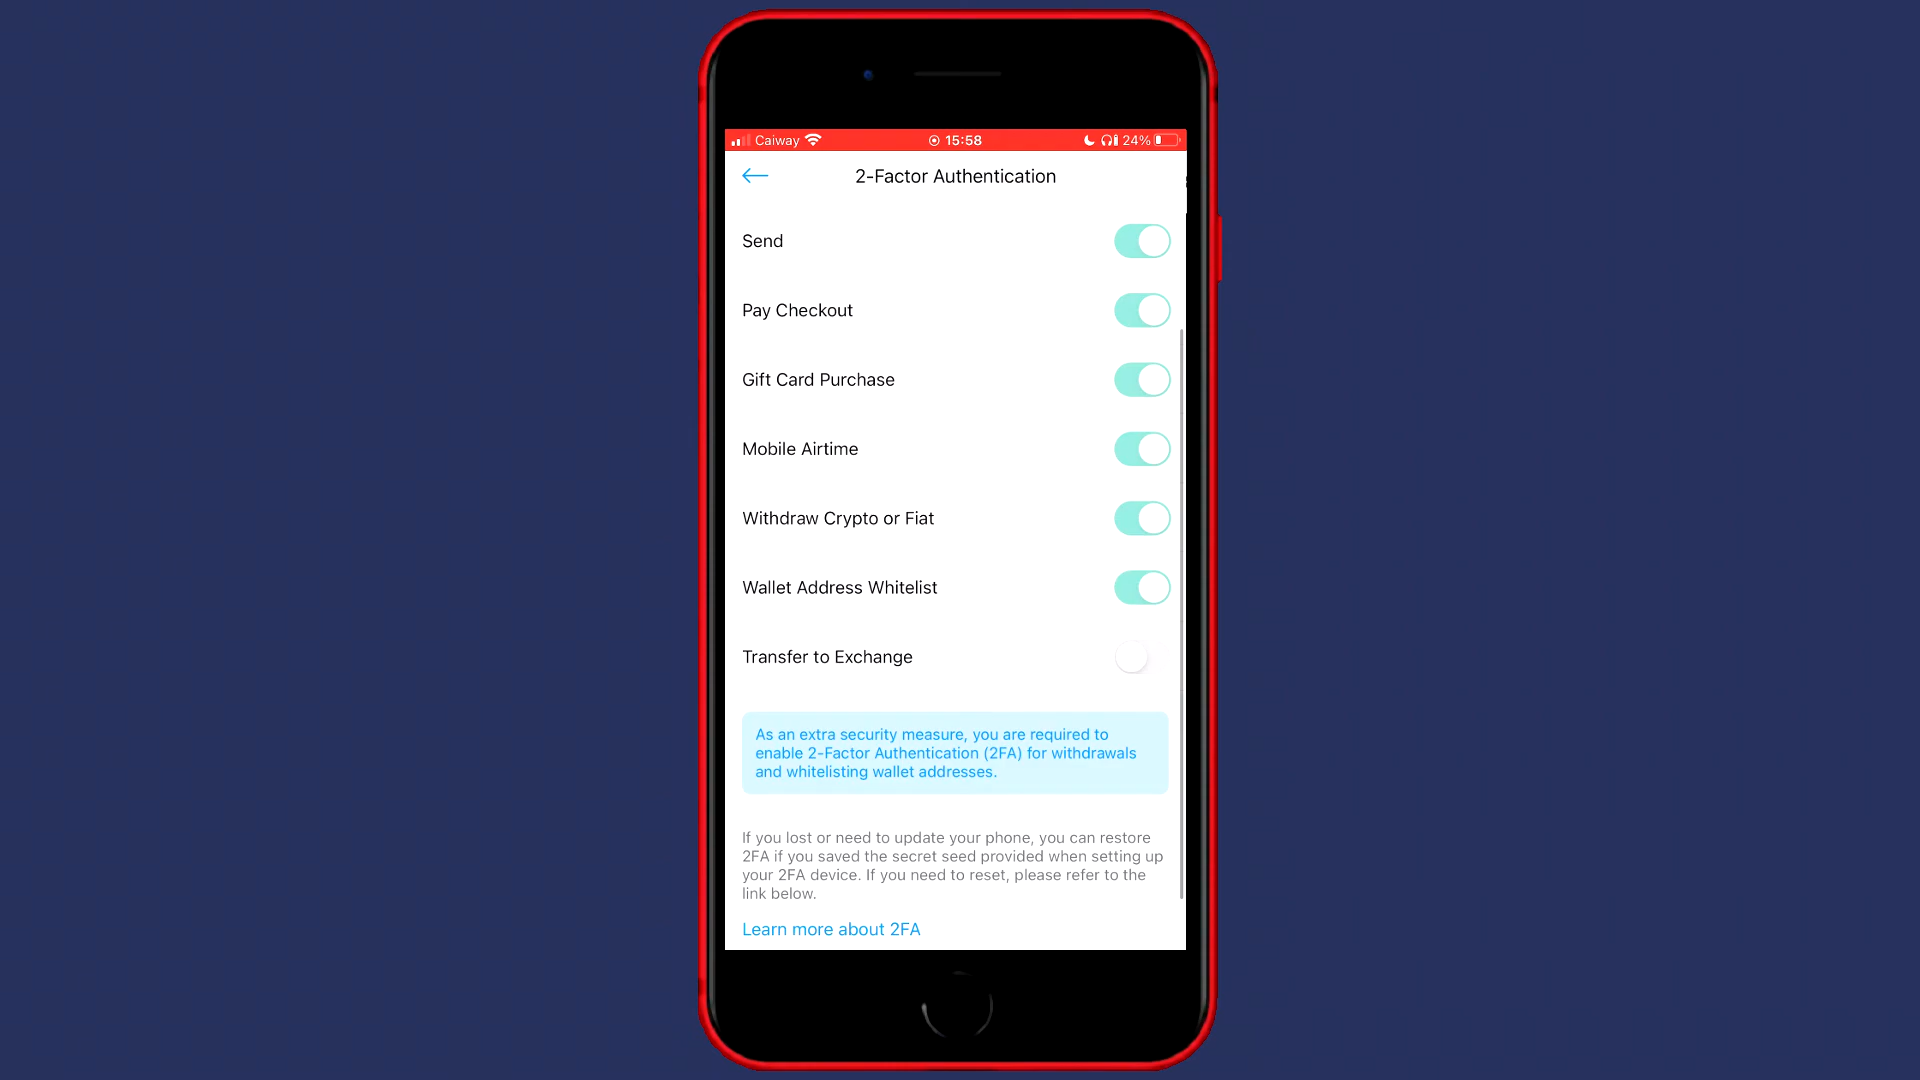 Caiway 15:58 24%
2-Factor Authentication
Send
Pay Checkout
Gift Card Purchase
Mobile Airtime
Withdraw Crypto or Fiat
Wallet Address Whitelist
Transfer to Exchange
As an extra security measure, you are required to
enable 2-Factor Authentication (2FA) for withdrawals
and whitelisting wallet addresses.
If you lost or need to update your phone, you can restore
2FA if you saved the secret seed provided when setting up
your 2FA device. If you need to reset, please refer to the
link below.
Learn more about 2FA